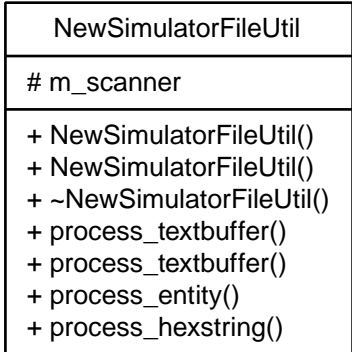 NewSimulatorFileUtil
# m_scanner
+ NewSimulatorFileUtil()
+ NewSimulatorFileUtil()
+ ~NewSimulatorFileUtil()
+ process_textbuffer()
+ process_textbuffer()
+ process_entity()
+ process_hexstring()